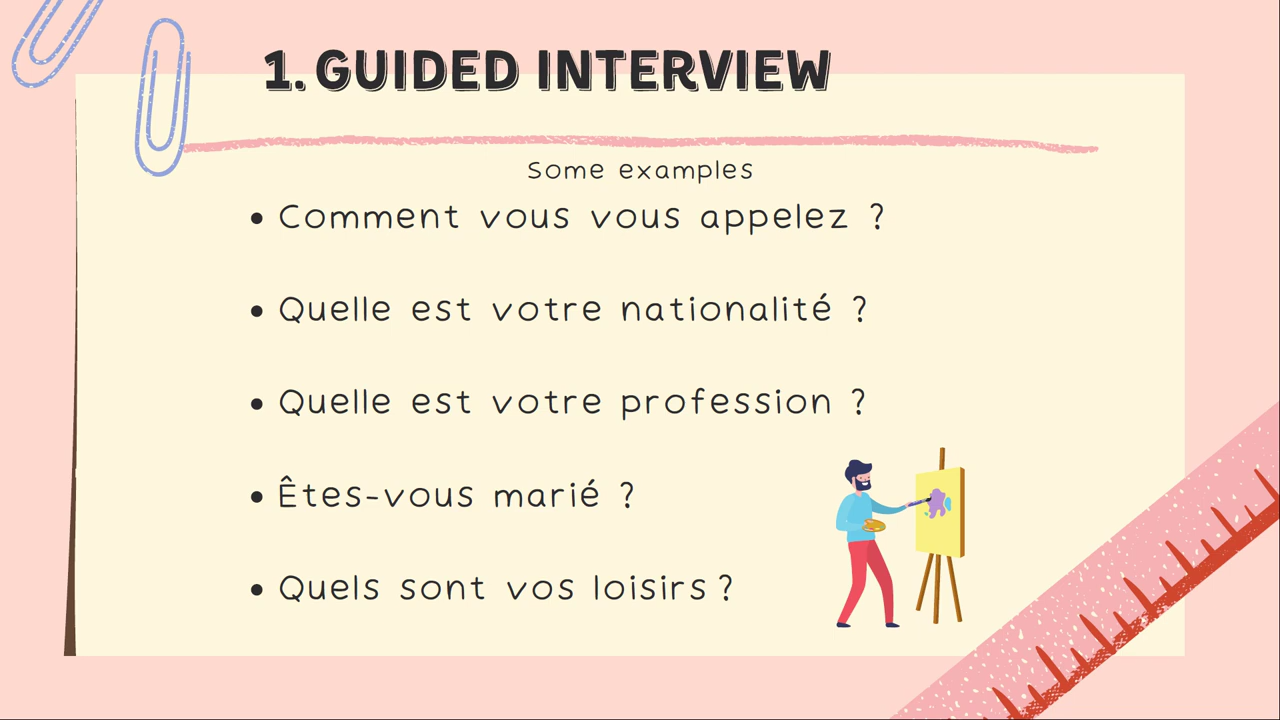 1. GUIDED INTERVIEW
Some examples
• Comment vous vous appelez ?
• Quelle est votre nationalité ?
• Quelle est votre profession ?
• Êtes-vous marié ?
• Quels sont vos loisirs ?